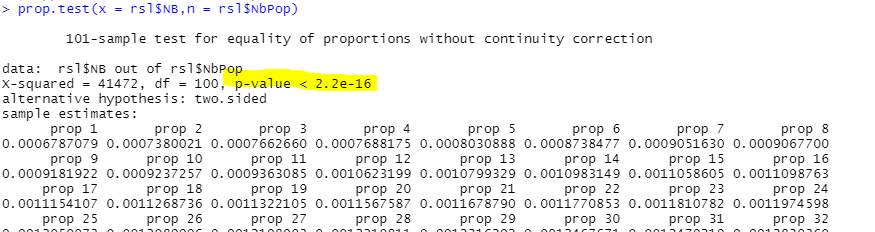 > prop.test(x = rsl$NB,n = rsl$NbPop)
101-sample test for equality of proportions without continuity correction
data: rsl$NB out of rsl$NbPop
X-squared = 41472, df = 100, p-value < 2.2e-16
alternative hypothesis: two.sided
sample estimates:
prop 1 prop 2 prop 3 prop 4 prop 5 prop 6 prop 7 prop 8
0.0006787079 0.0007380021 0.0007662660 0.0007688175 0.0008030888 0.0008738477 0.0009051630 0.0009067700
prop 9 prop 10 prop 11 prop 12 prop 13 prop 14 prop 15 prop 16
0.0009181922 0.0009237257 0.0009363085 0.0010623199 0.0010799329 0.0010983149 0.0011058605 0.0011098763
prop 17 prop 18 prop 19 prop 20 prop 21 prop 22 prop 23 prop 24
0.0011154107 0.0011268736 0.0011322105 0.0011567587 0.0011678790 0.0011770853 0.0011810782 0.0011974598
prop 25 prop 26 prop 27 prop 28 prop 29 prop 30 prop 31 prop 32